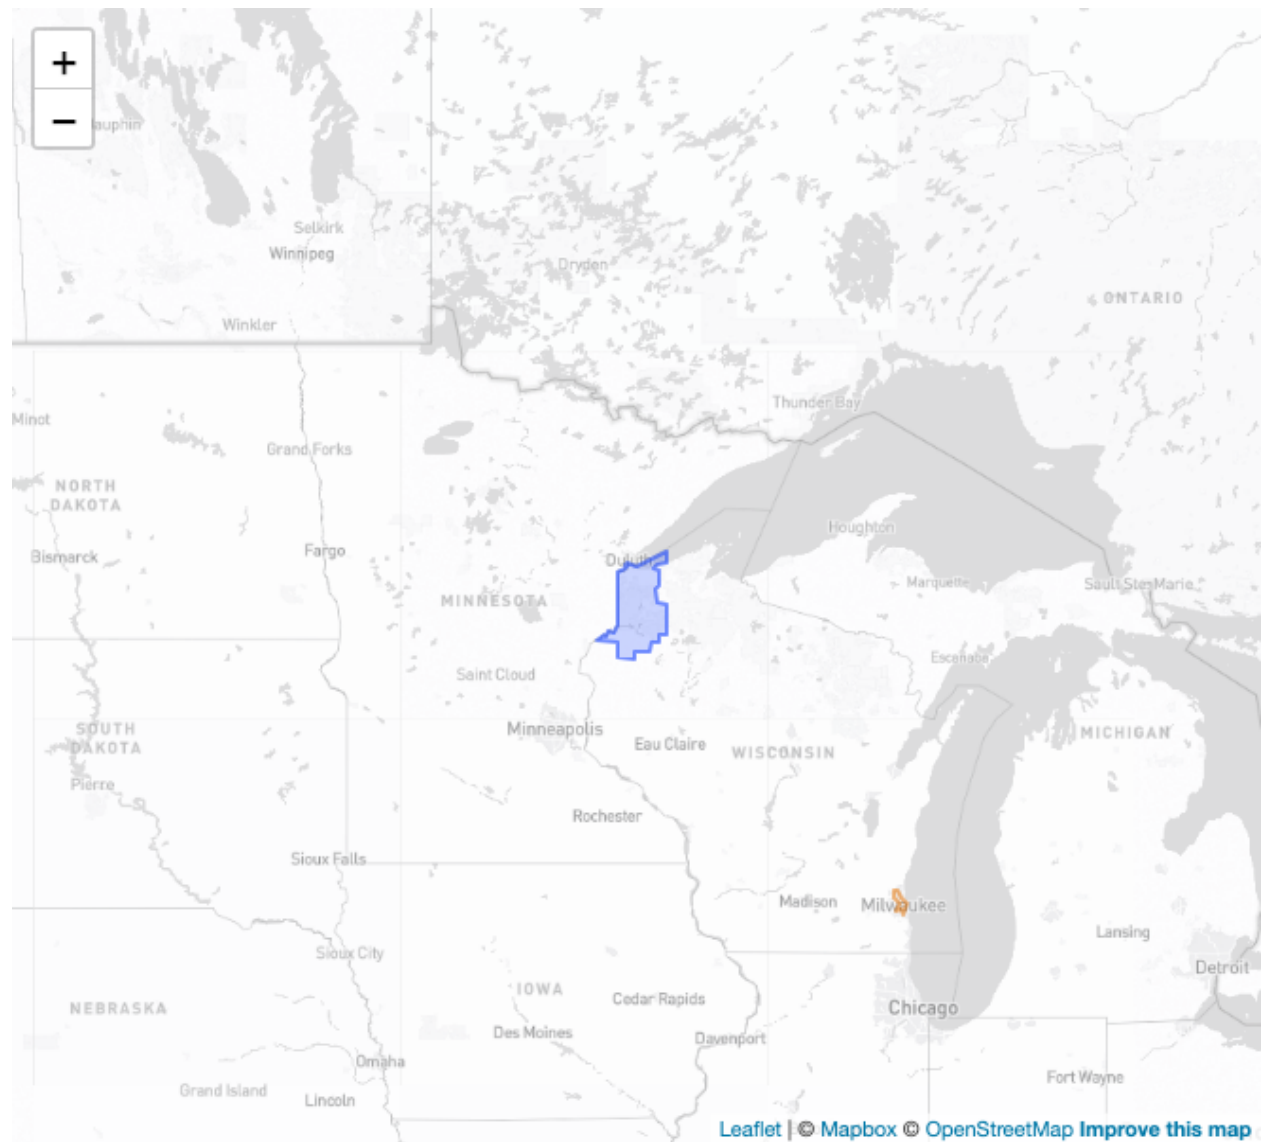 +
−
auphin
Selkirk
Winnipeg
Dryden
ONTARIO
Winkler
Thunder Bay
Minot
Grand Forks
NORTH
DAKOTA
Houghton
Bismarck
Fargo
Duluth
Marquette
Sault Ste-Marie
MINNESOTA
Escanaba
Saint Cloud
Minneapolis
SOUTH
DAKOTA
MICHIGAN
Eau Claire
WISCONSIN
Pierre
Rochester
Sioux Falls
Madison
Milwaukee
Lansing
Sioux City
Detroit
IOWA
Cedar Rapids
NEBRASKA
Chicago
Des Moines
Davenport
Omaha
Fort Wayne
Grand Island
Lincoln
Leaflet | © Mapbox © OpenStreetMap Improve this map